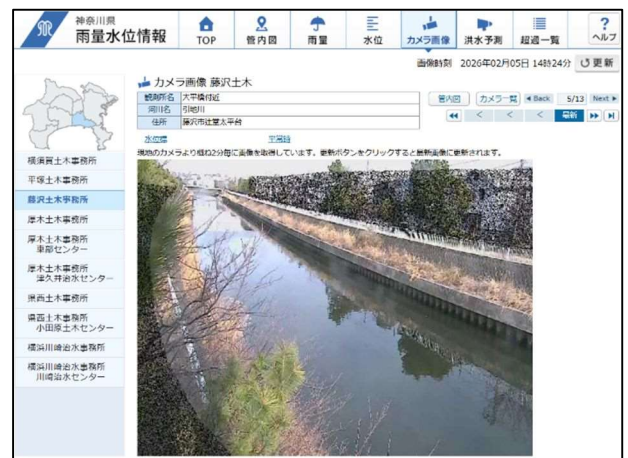 神奈川県
雨量水位情報
TOP
管内図
雨量
水位
カメラ画像
洪水予測
超過一覧
?
ヘルプ
画像時刻 2026年02月05日 14時24分
更新
カメラ画像 藤沢土木
観測所名 大平橋付近
河川名 引地川
住所 藤沢市辻堂太平台
管内図 カメラ一覧 ◀ Back 5/13 Next ▶
◀◀ < < < 最新 ▶▶ ▶|
水位標 平常時
現地のカメラより概ね2分毎に画像を取得しています。更新ボタンをクリックすると最新画像に更新されます。
横須賀土木事務所
平塚土木事務所
藤沢土木事務所
厚木土木事務所
厚木土木事務所
東部センター
厚木土木事務所
津久井治水センター
県西土木事務所
県西土木事務所
小田原土木センター
横浜川崎治水事務所
横浜川崎治水事務所
川崎治水センター